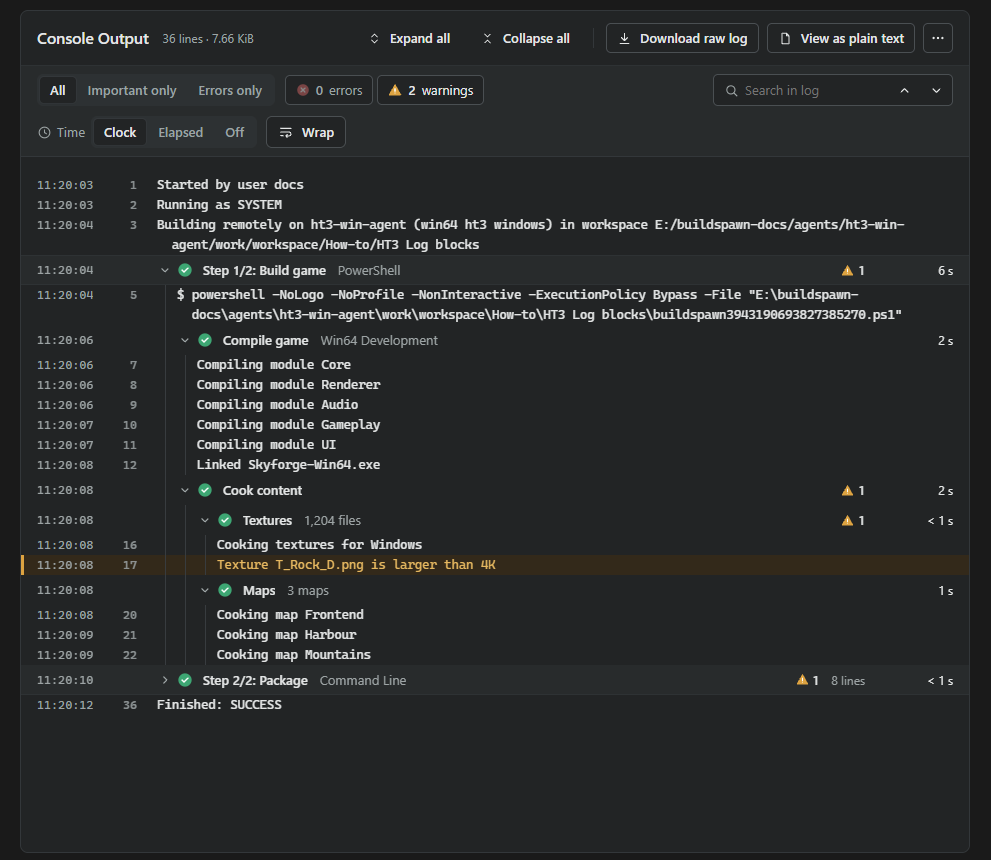 Console Output 36 lines · 7.66 KiB Expand all Collapse all Download raw log View as plain text ...
All Important only Errors only 0 errors 2 warnings Search in log
Time Clock Elapsed Off Wrap
11:20:03 1 Started by user docs
11:20:03 2 Running as SYSTEM
11:20:04 3 Building remotely on ht3-win-agent (win64 ht3 windows) in workspace E:/buildspawn-docs/agents/ht3-win-
agent/work/workspace/How-to/HT3 Log blocks
11:20:04 Step 1/2: Build game PowerShell 1 6 s
11:20:04 5 $ powershell -NoLogo -NoProfile -NonInteractive -ExecutionPolicy Bypass -File "E:\buildspawn-
docs\agents\ht3-win-agent\work\workspace\How-to\HT3 Log blocks\buildspawn3943190693827385270.ps1"
11:20:06 Compile game Win64 Development 2 s
11:20:06 7 Compiling module Core
11:20:06 8 Compiling module Renderer
11:20:06 9 Compiling module Audio
11:20:07 10 Compiling module Gameplay
11:20:07 11 Compiling module UI
11:20:08 12 Linked Skyforge-Win64.exe
11:20:08 Cook content 1 2 s
11:20:08 Textures 1,204 files 1 < 1 s
11:20:08 16 Cooking textures for Windows
11:20:08 17 Texture T_Rock_D.png is larger than 4K
11:20:08 Maps 3 maps 1 s
11:20:08 20 Cooking map Frontend
11:20:09 21 Cooking map Harbour
11:20:09 22 Cooking map Mountains
11:20:10 Step 2/2: Package Command Line 1 8 lines < 1 s
11:20:12 36 Finished: SUCCESS